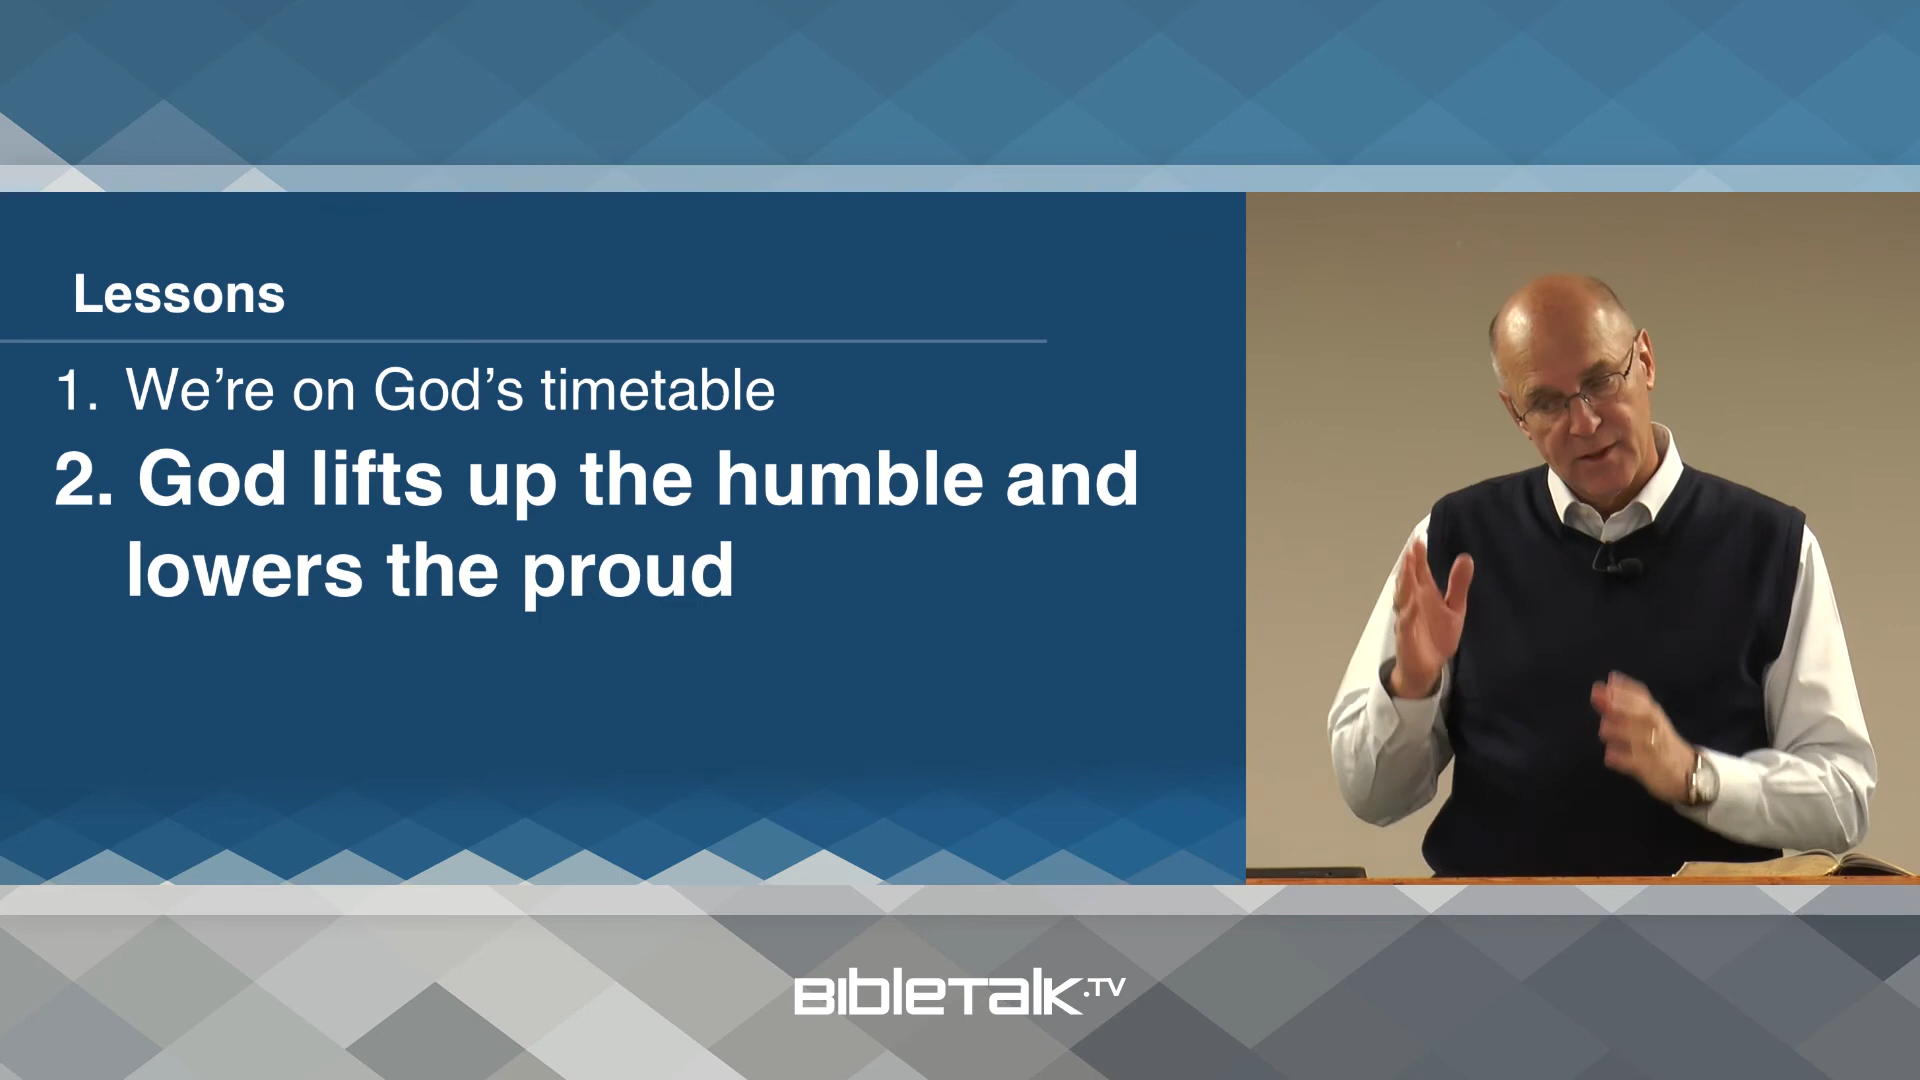 Lessons
1. We’re on God’s timetable
2. God lifts up the humble and
lowers the proud
BIBLETALK.TV